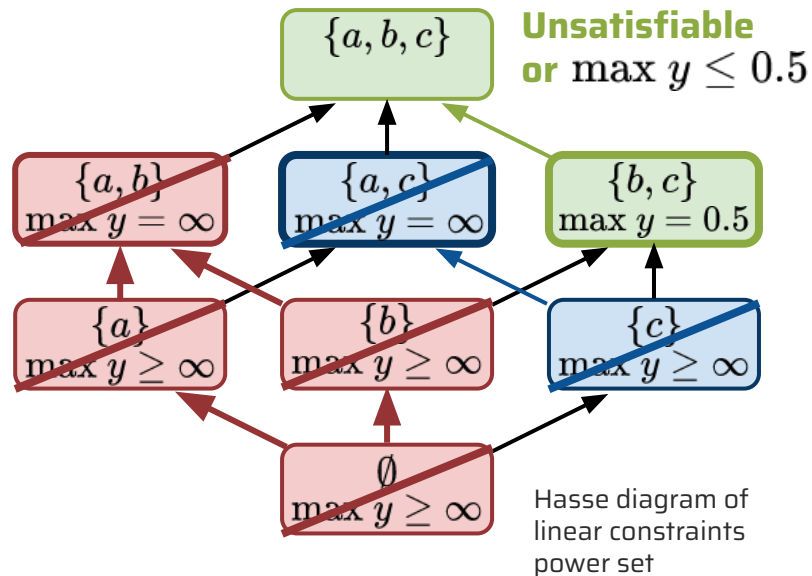 {a, b, c}
Unsatisfiable
or max y ≤ 0.5
{a, b}
max y = ∞
{a, c}
max y = ∞
{b, c}
max y = 0.5
{a}
max y ≥ ∞
{b}
max y ≥ ∞
{c}
max y ≥ ∞
∅
max y ≥ ∞
Hasse diagram of
linear constraints
power set